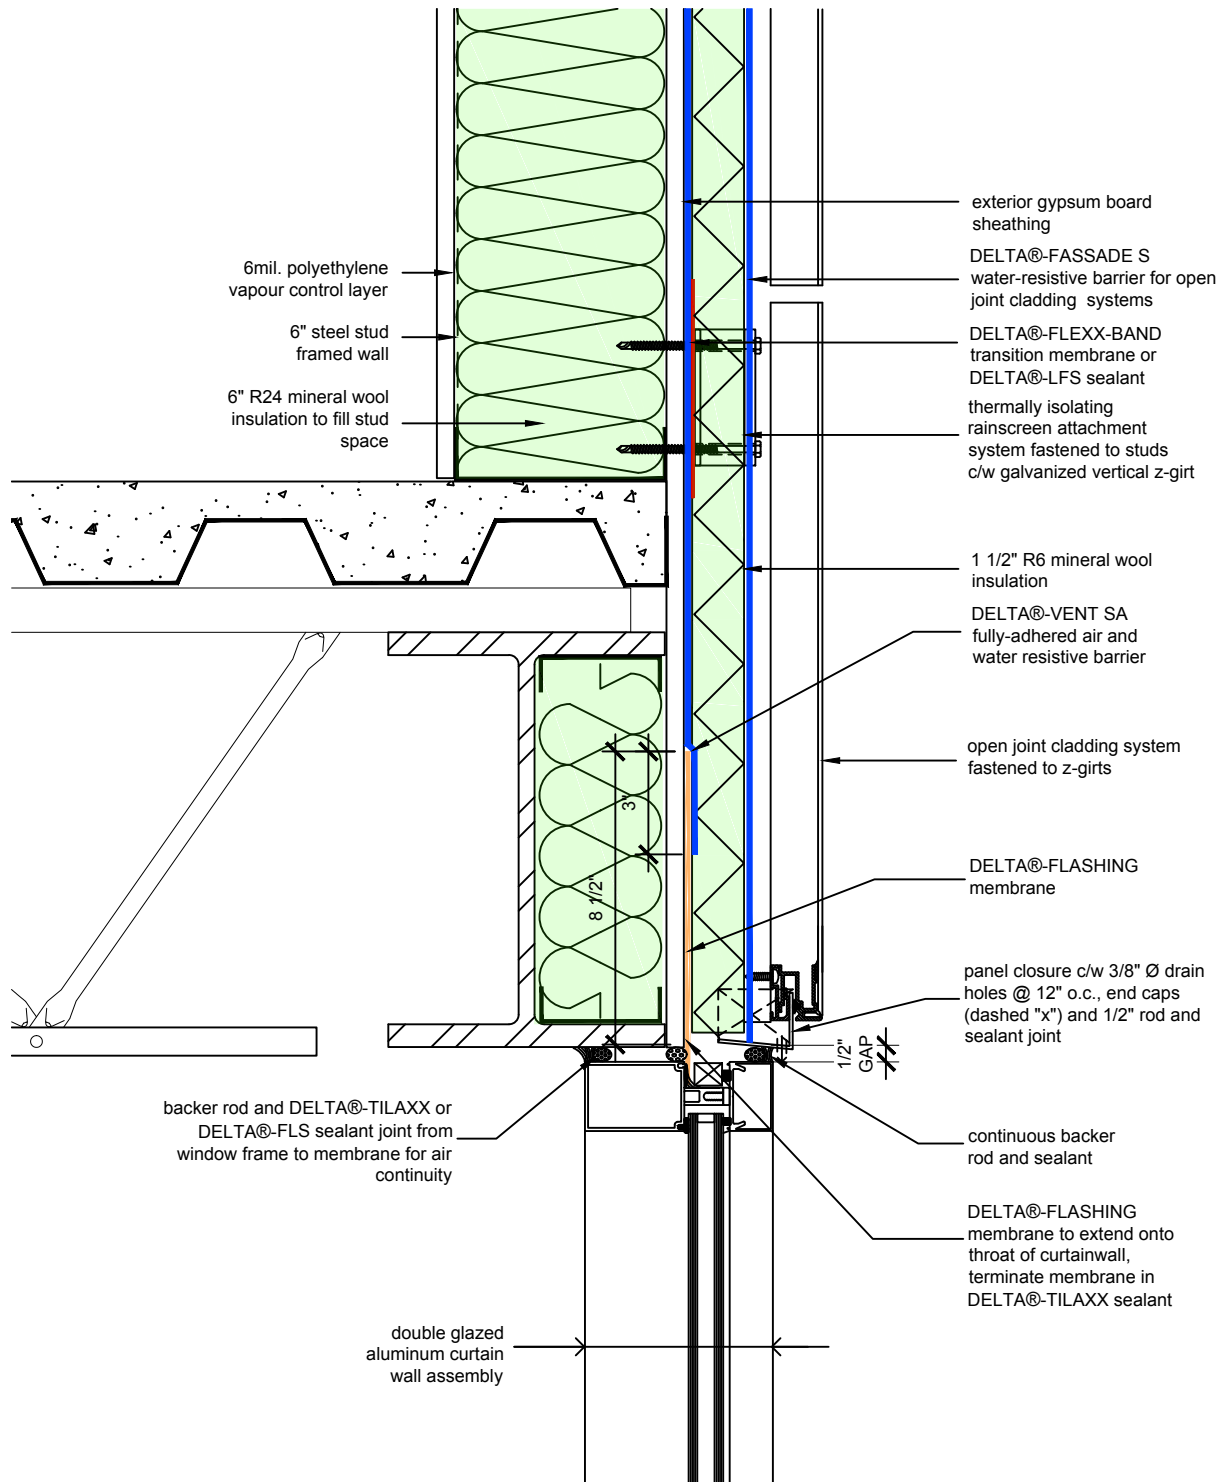 exterior gypsum board
sheathing
6mil. polyethylene
vapour control layer
DELTA®-FASSADE S
water-resistive barrier for open
joint cladding systems
6" steel stud
framed wall
DELTA®-FLEXX-BAND
transition membrane or
DELTA®-LFS sealant
6" R24 mineral wool
insulation to fill stud
space
thermally isolating
rainscreen attachment
system fastened to studs
c/w galvanized vertical z-girt
1 1/2" R6 mineral wool
insulation
DELTA®-VENT SA
fully-adhered air and
water resistive barrier
open joint cladding system
fastened to z-girts
3"
8 1/2"
DELTA®-FLASHING
membrane
panel closure c/w 3/8" Ø drain
holes @ 12" o.c., end caps
(dashed "x") and 1/2" rod and
sealant joint
1/2"
GAP
backer rod and DELTA®-TILAXX or
DELTA®-FLS sealant joint from
window frame to membrane for air
continuity
continuous backer
rod and sealant
DELTA®-FLASHING
membrane to extend onto
throat of curtainwall,
terminate membrane in
DELTA®-TILAXX sealant
double glazed
aluminum curtain
wall assembly